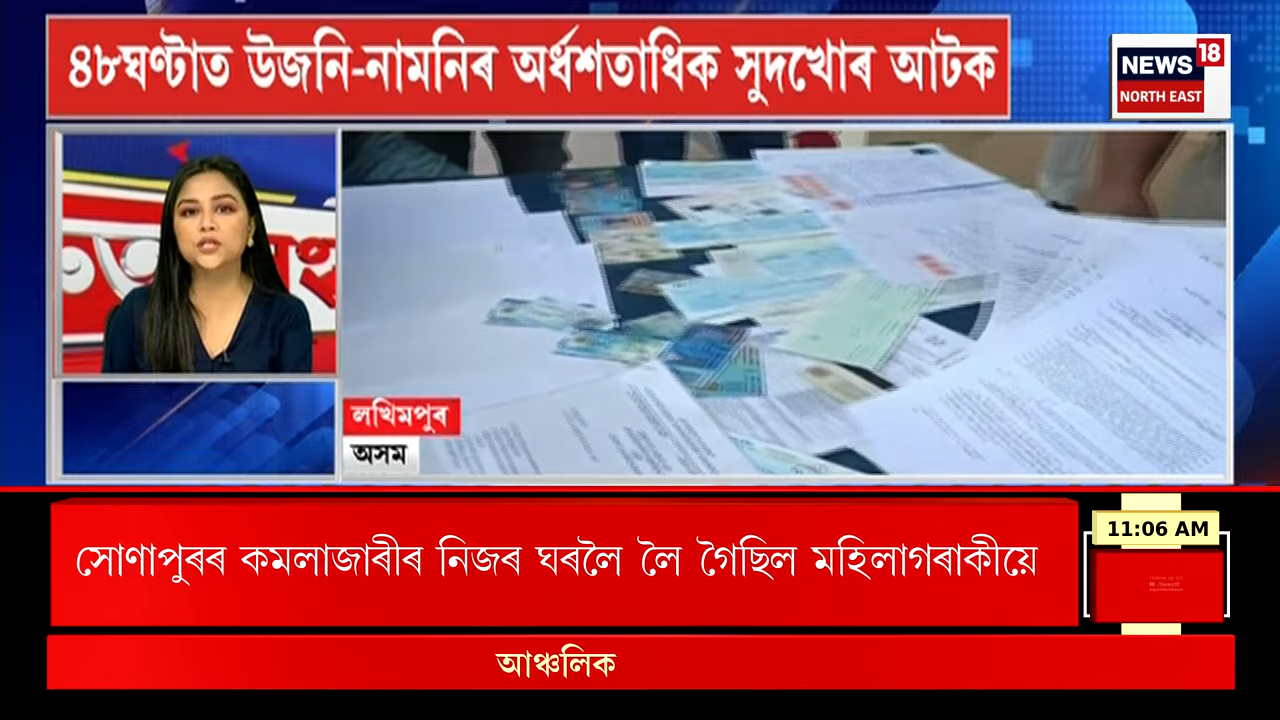 ৪৮ঘণ্টাত উজনি-নামনিৰ অৰ্ধশতাধিক সুদখোৰ আটক
NEWS 18
NORTH EAST
লখিমপুৰ
অসম
সোণাপুৰৰ কমলাজাৰীৰ নিজৰ ঘৰলৈ লৈ গৈছিল মহিলাগৰাকীয়ে
11:06 AM
আঞ্চলিক